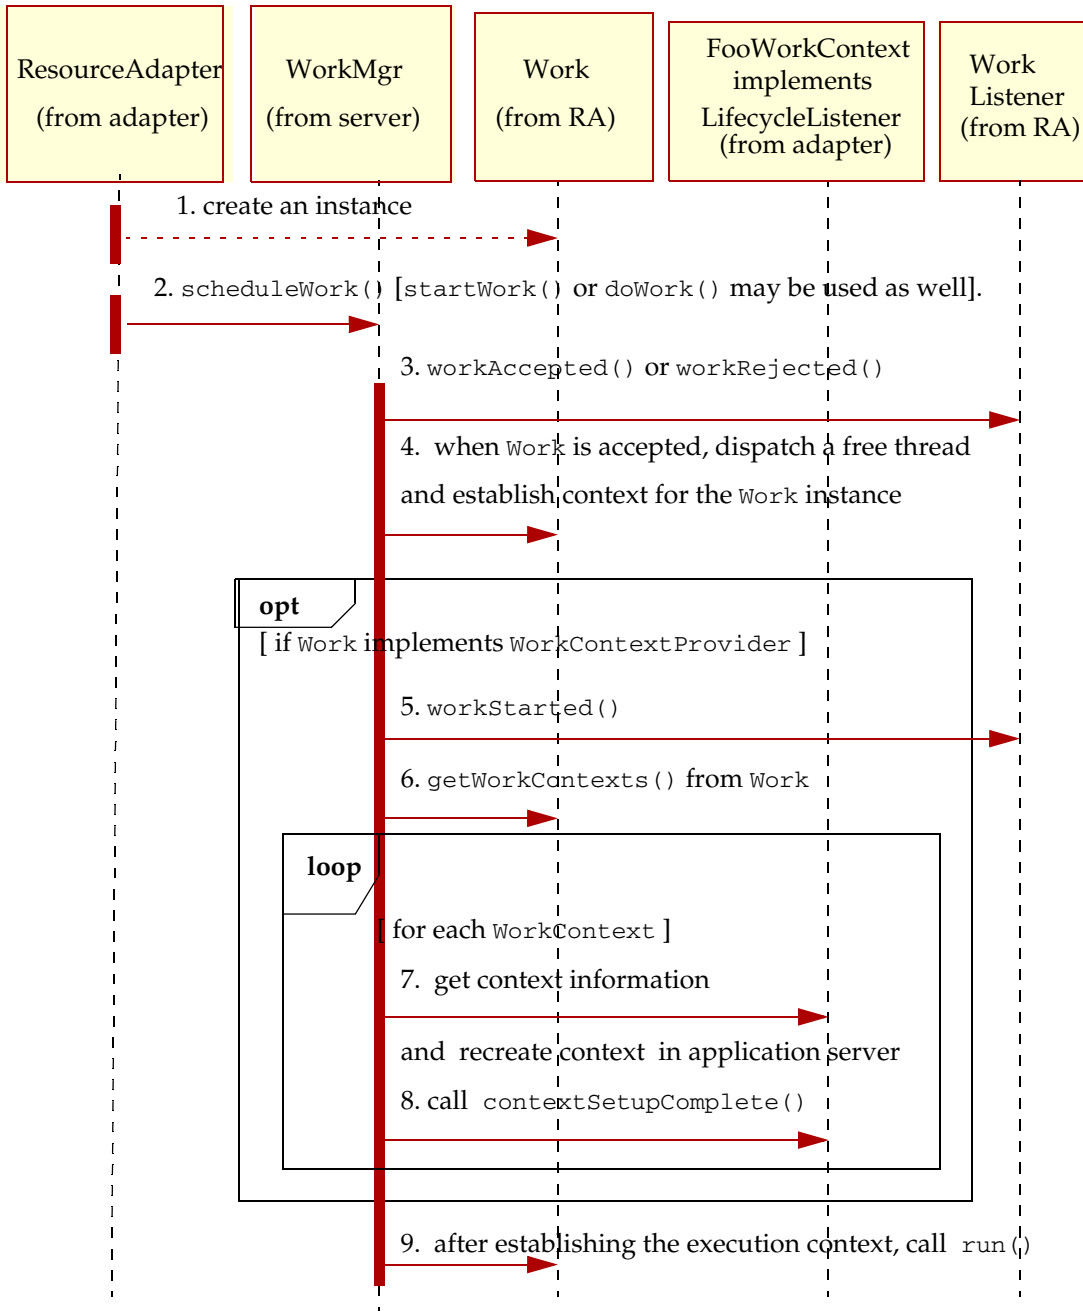 ResourceAdapter
(from adapter)
WorkMgr
(from server)
Work
(from RA)
FooWorkContext
implements
LifecycleListener
(from adapter)
Work
Listener
(from RA)
1. create an instance
2. scheduleWork() [startWork() or doWork() may be used as well].
3. workAccepted() or workRejected()
4. when Work is accepted, dispatch a free thread
and establish context for the Work instance
opt
[ if Work implements WorkContextProvider ]
5. workStarted()
6. getWorkContexts() from Work
loop
[ for each WorkContext ]
7. get context information
and recreate context in application server
8. call contextSetupComplete()
9. after establishing the execution context, call run()